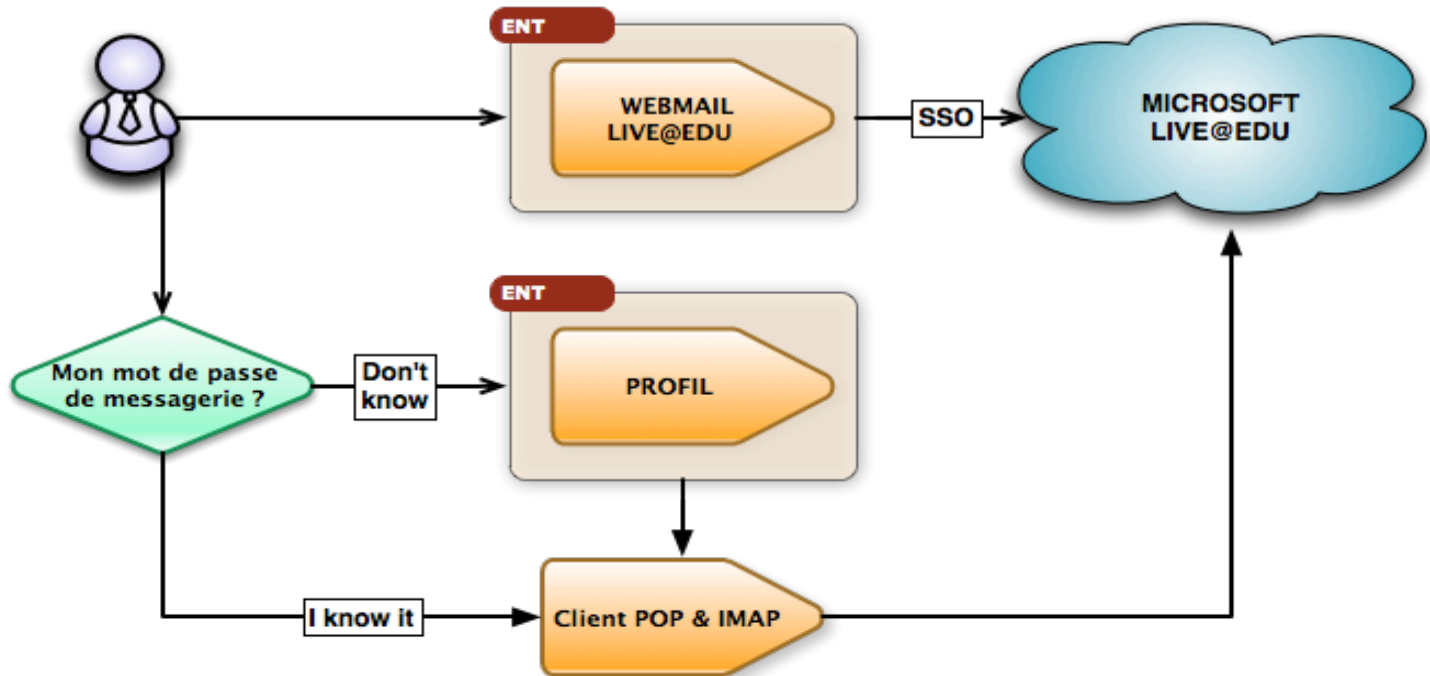 ENT
WEBMAIL
LIVE@EDU
SSO
MICROSOFT
LIVE@EDU
ENT
Mon mot de passe
de messagerie ?
Don't
know
PROFIL
I know it
Client POP & IMAP